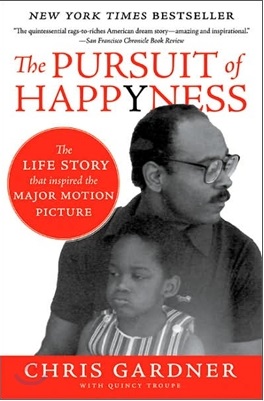 NEW YORK TIMES BESTSELLER
"The quintessential rags-to-riches American dream story—amazing and inspirational."
—San Francisco Chronicle Book Review
The PURSUIT of
HAPPYNESS
The
LIFE STORY
that inspired the
MAJOR MOTION
PICTURE
CHRIS GARDNER
WITH QUINCY TROUPE